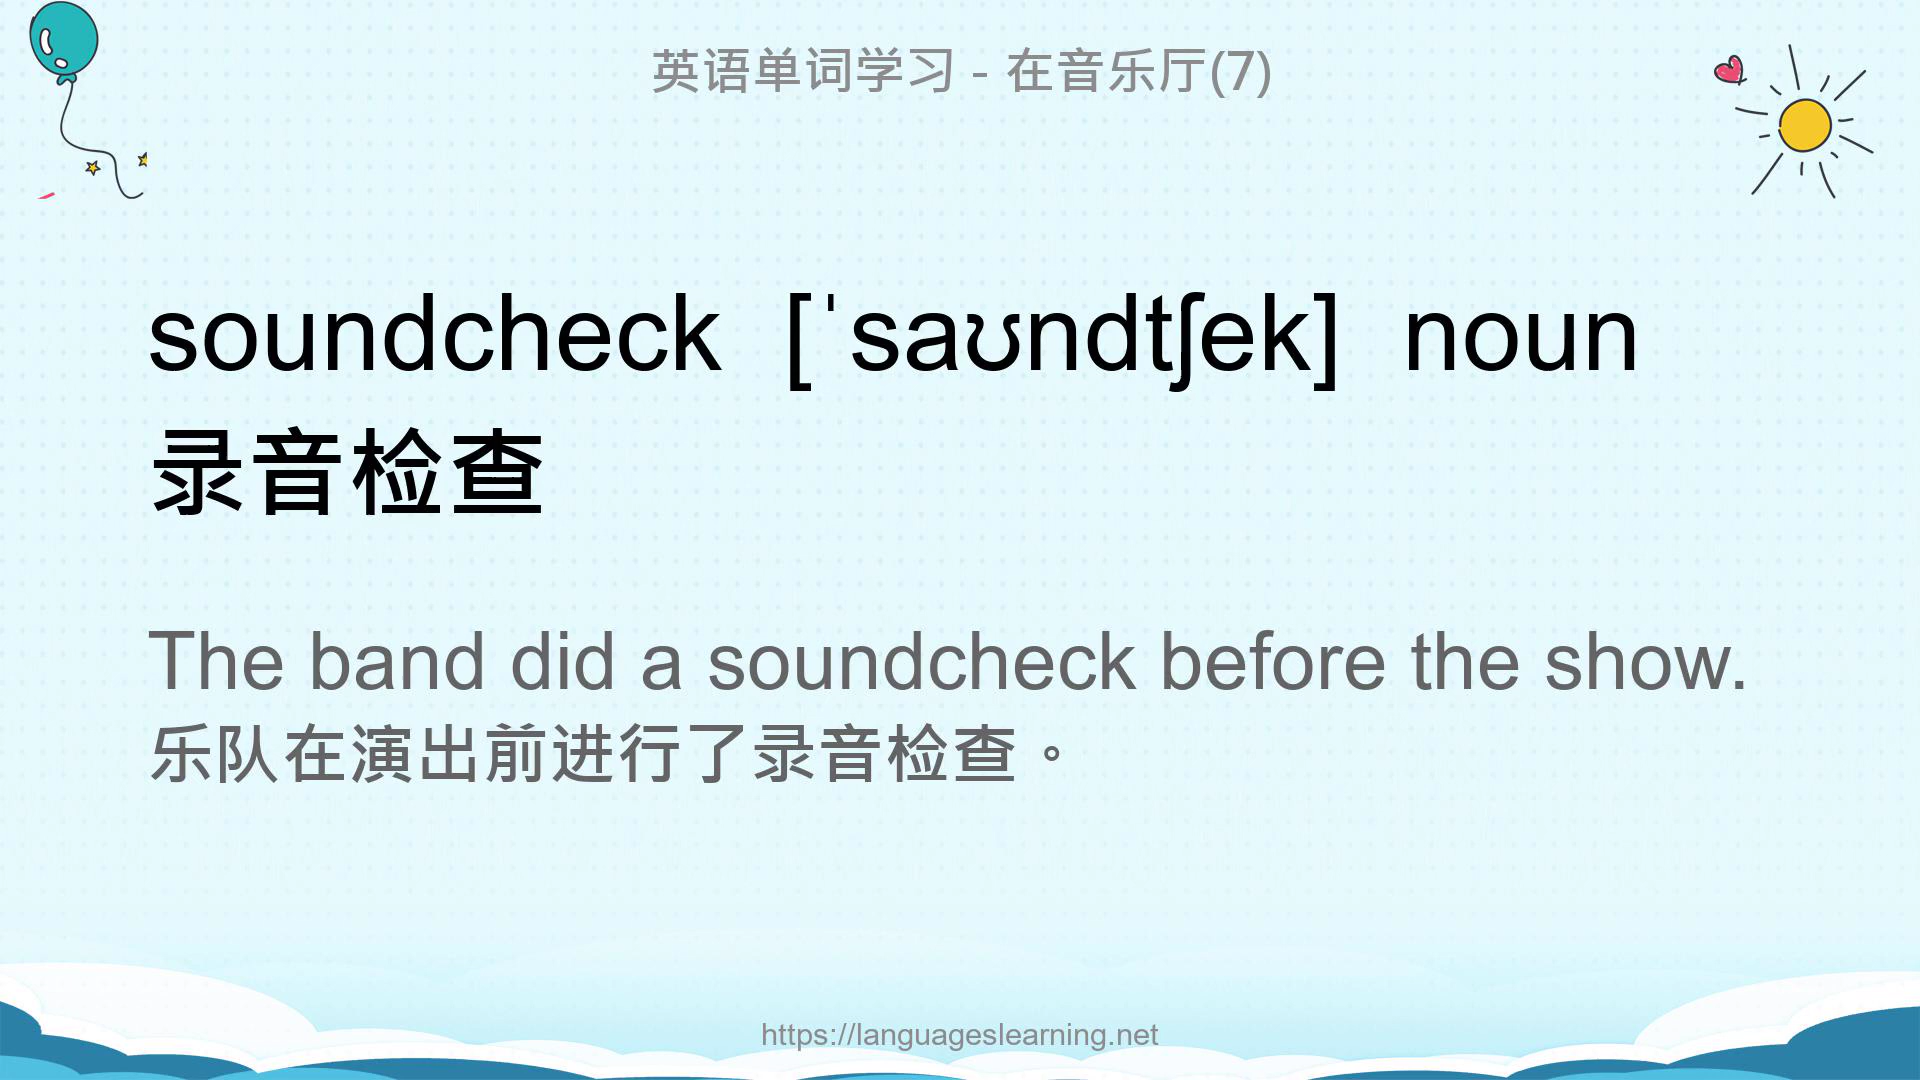 英语单词学习 - 在音乐厅(7)
soundcheck [ˈsaʊndtʃek] noun
录音检查
The band did a soundcheck before the show.
乐队在演出前进行了录音检查。
https://languageslearning.net